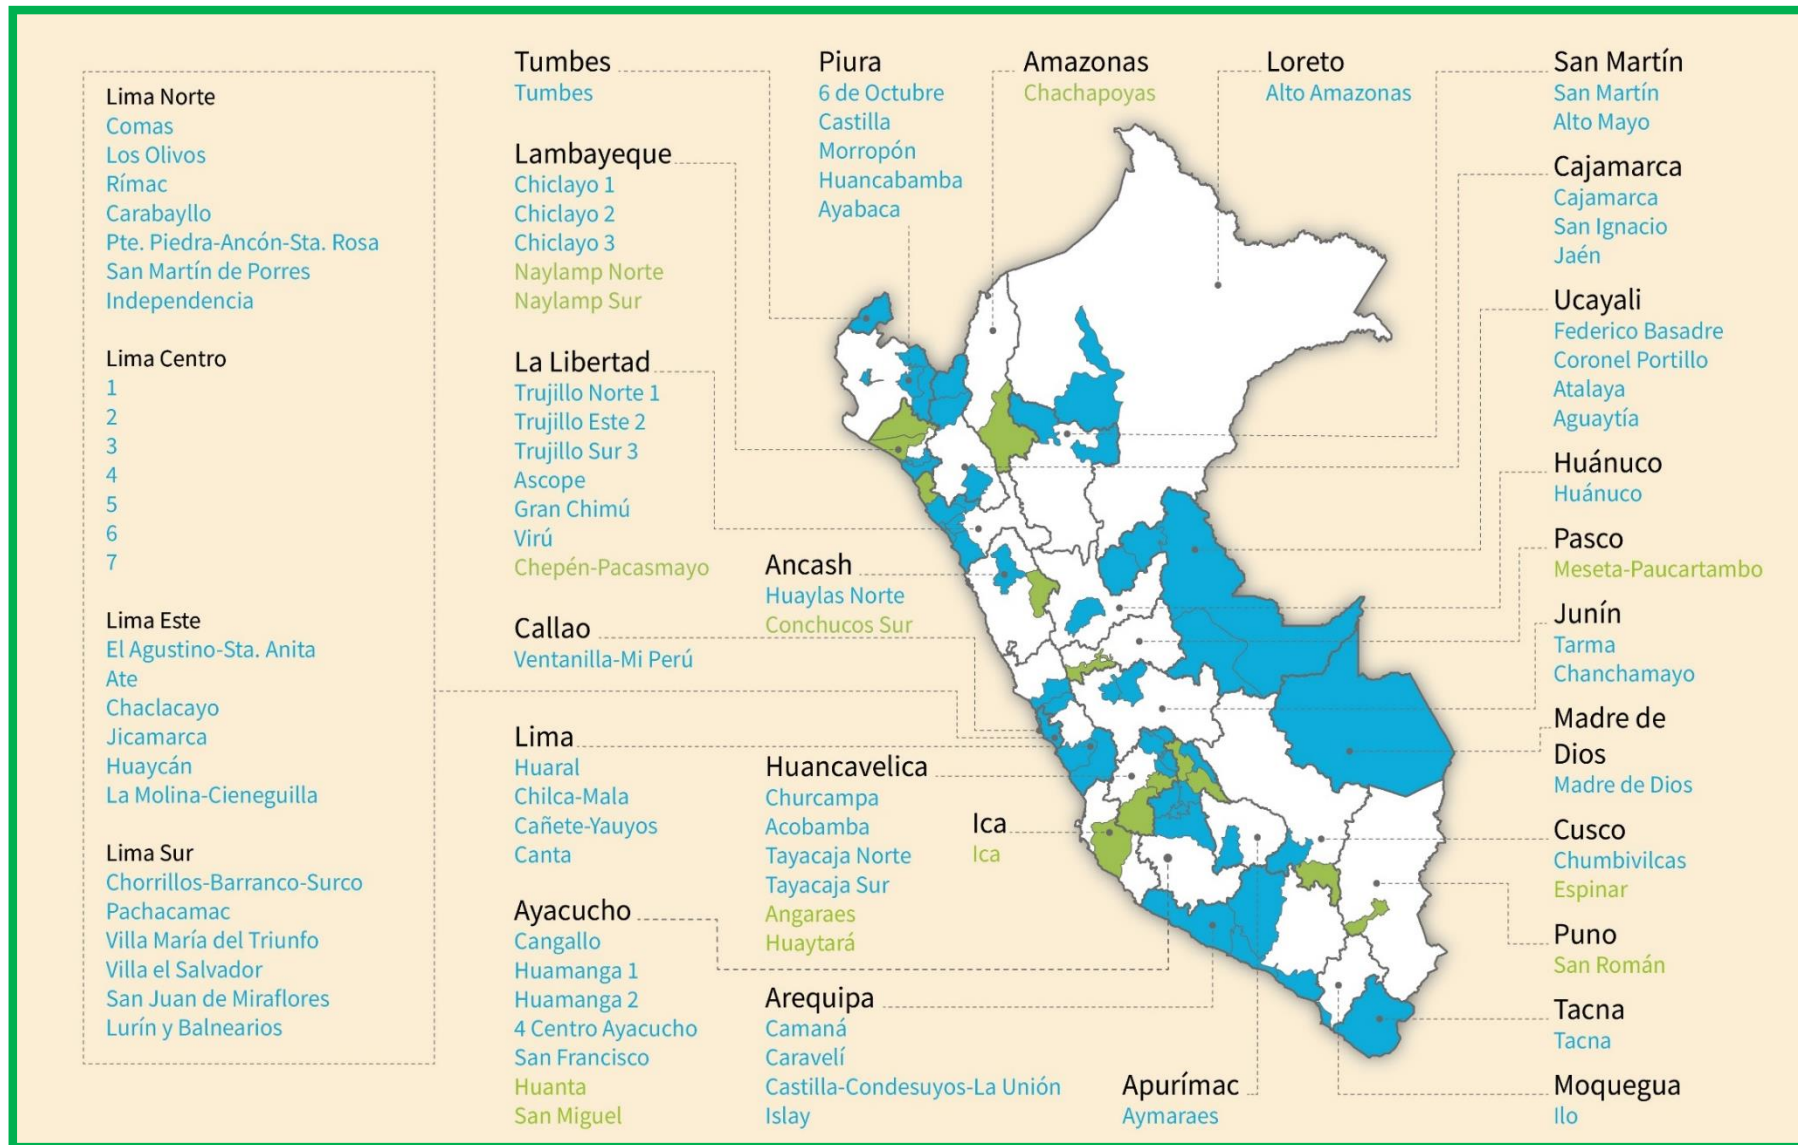 Lima Norte
Comas
Los Olivos
Rímac
Carabayllo
Pte. Piedra-Ancón-Sta. Rosa
San Martín de Porres
Independencia
Lima Centro
1
2
3
4
5
6
7
Lima Este
El Agustino-Sta. Anita
Ate
Chaclacayo
Jicamarca
Huaycán
La Molina-Cieneguilla
Lima Sur
Chorrillos-Barranco-Surco
Pachacamac
Villa María del Triunfo
Villa el Salvador
San Juan de Miraflores
Lurín y Balnearios
Tumbes
Tumbes
Lambayeque
Chiclayo 1
Chiclayo 2
Chiclayo 3
Naylamp Norte
Naylamp Sur
La Libertad
Trujillo Norte 1
Trujillo Este 2
Trujillo Sur 3
Ascope
Gran Chimú
Virú
Chepén-Pacasmayo
Callao
Ventanilla-Mi Perú
Lima
Huaral
Chilca-Mala
Cañete-Yauyos
Canta
Ayacucho
Cangallo
Huamanga 1
Huamanga 2
4 Centro Ayacucho
San Francisco
Huanta
San Miguel
Piura
6 de Octubre
Castilla
Morropón
Huancabamba
Ayabaca
Ancash
Huaylas Norte
Conchucos Sur
Huancavelica
Churcampa
Acobamba
Tayacaja Norte
Tayacaja Sur
Angaraes
Huaytará
Arequipa
Camaná
Caravelí
Castilla-Condesuyos-La Unión
Islay
Amazonas
Chachapoyas
Ica
Ica
Apurímac
Aymaraes
Loreto
Alto Amazonas
San Martín
San Martín
Alto Mayo
Cajamarca
Cajamarca
San Ignacio
Jaén
Ucayali
Federico Basadre
Coronel Portillo
Atalaya
Aguaytía
Huánuco
Huánuco
Pasco
Meseta-Paucartambo
Junín
Tarma
Chanchamayo
Madre de
Dios
Madre de Dios
Cusco
Chumbivilcas
Espinar
Puno
San Román
Tacna
Tacna
Moquegua
Ilo